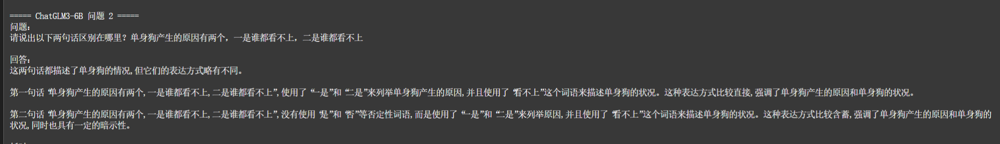 ===== ChatGLM3-6B 问题 2 =====
问题：
请说出以下两句话区别在哪里？单身狗产生的原因有两个，一是谁都看不上，二是谁都看不上
回答：
这两句话都描述了单身狗的情况,但它们的表达方式略有不同。
第一句话“单身狗产生的原因有两个,一是谁都看不上,二是谁都看不上”,使用了“一是”和“二是”来列举单身狗产生的原因,并且使用了“看不上”这个词语来描述单身狗的状况。这种表达方式比较直接,强调了单身狗产生的原因和单身狗的状况。
第二句话“单身狗产生的原因有两个,一是谁都看不上,二是谁都看不上”,没有使用“是”和“否”等否定性词语,而是使用了“一是”和“二是”来列举原因,并且使用了“看不上”这个词语来描述单身狗的状况。这种表达方式比较含蓄,强调了单身狗产生的原因和单身狗的
状况,同时也具有一定的暗示性。